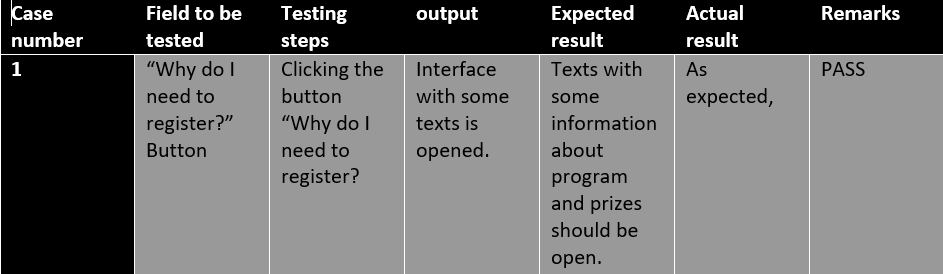 Case number
Field to be tested
Testing steps
output
Expected result
Actual result
Remarks
1
“Why do I
need to
register?”
Button
Clicking the
button
“Why do I
need to
register?
Interface
with some
texts is
opened.
Texts with
some
information
about
program
and prizes
should be
open.
As
expected,
PASS